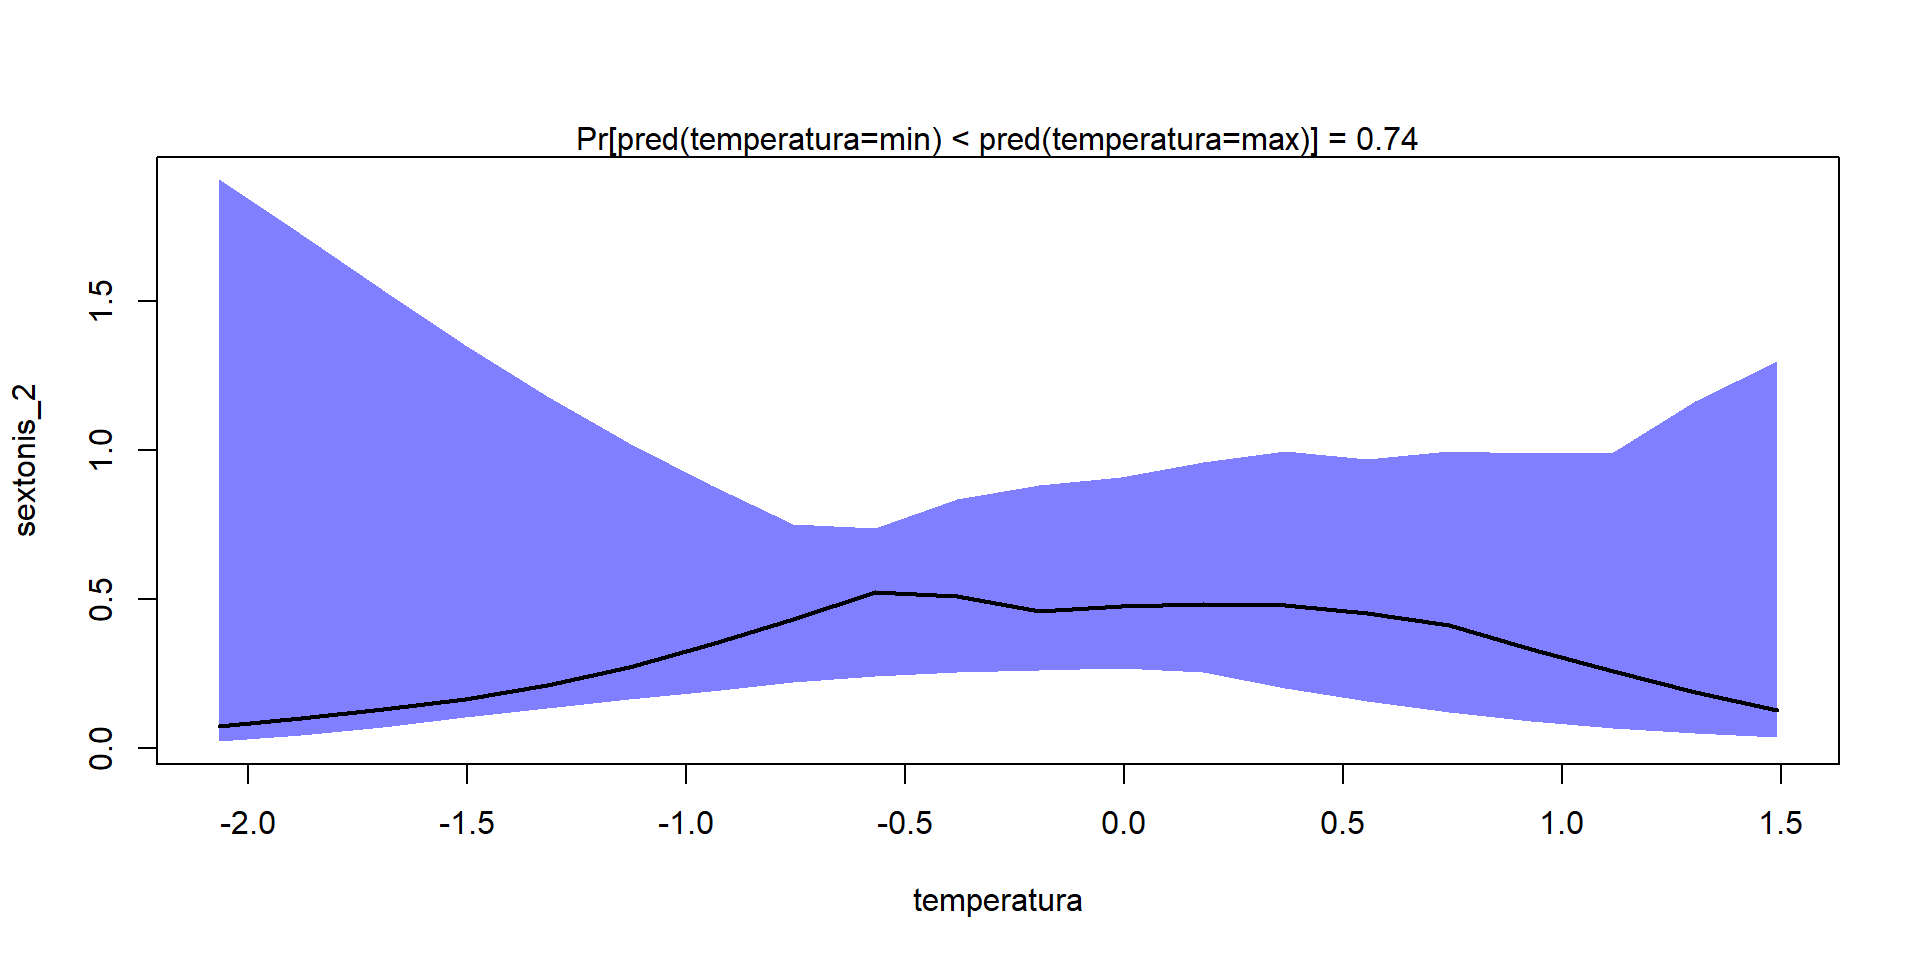 Pr[pred(temperatura=min) < pred(temperatura=max)] = 0.74
sextonis_2
1.5
1.0
0.5
0.0
-2.0 -1.5 -1.0 -0.5 0.0 0.5 1.0 1.5
temperatura